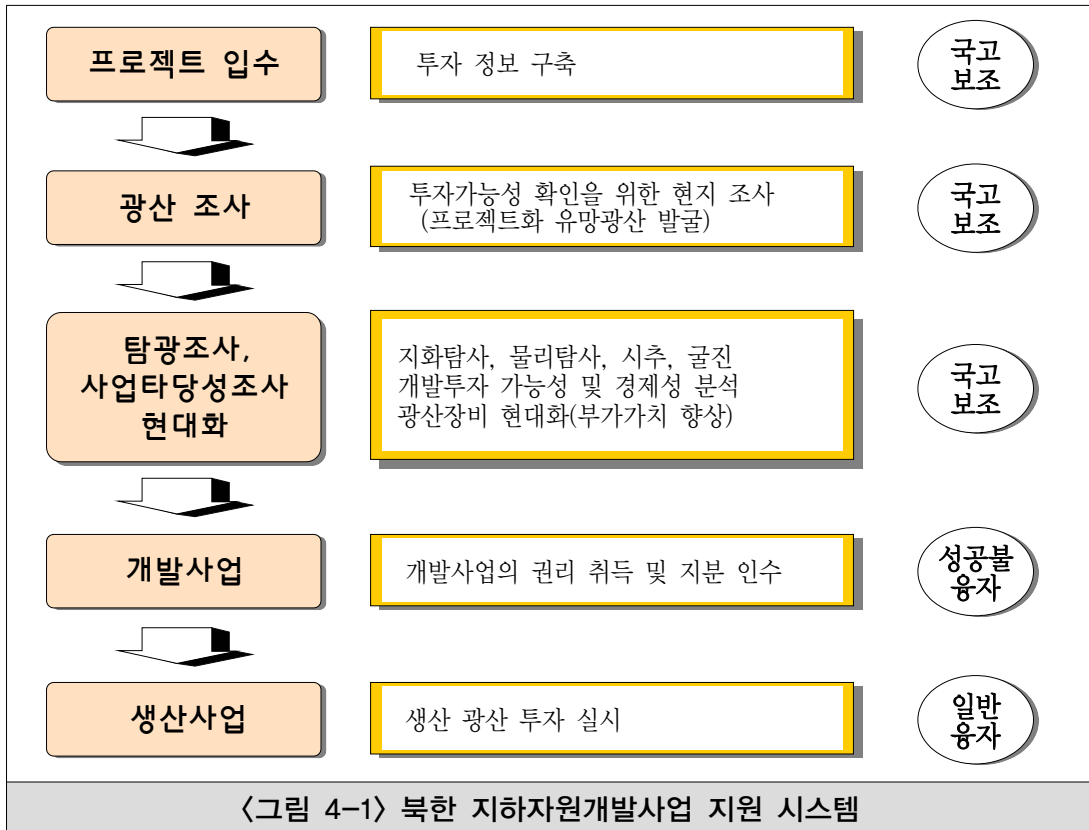 프로젝트 입수
투자 정보 구축
국고
보조
광산 조사
투자가능성 확인을 위한 현지 조사
(프로젝트화 유망광산 발굴)
국고
보조
탐광조사,
사업타당성조사
현대화
지화탐사, 물리탐사, 시추, 굴진
개발투자 가능성 및 경제성 분석
광산장비 현대화(부가가치 향상)
국고
보조
개발사업
개발사업의 권리 취득 및 지분 인수
성공불
융자
생산사업
생산 광산 투자 실시
일반
융자
〈그림 4-1〉 북한 지하자원개발사업 지원 시스템